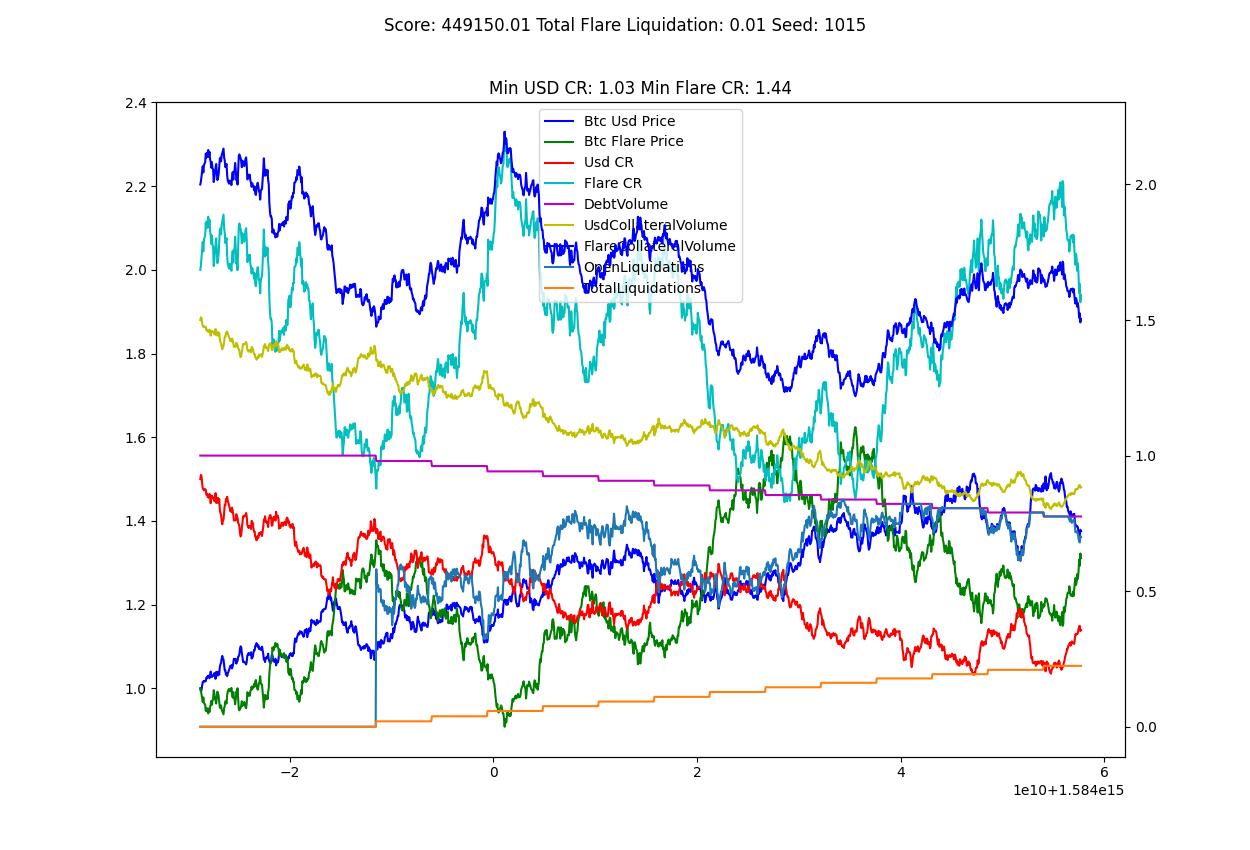 Score: 449150.01 Total Flare Liquidation: 0.01 Seed: 1015
Min USD CR: 1.03 Min Flare CR: 1.44
2.4
2.2
2.0
1.8
1.6
1.4
1.2
1.0
Btc Usd Price
Btc Flare Price
Usd CR
Flare CR
DebtVolume
UsdCollateralVolume
FlareCollateralVolume
OpenLiquidations
TotalLiquidations
2.0
1.5
1.0
0.5
0.0
−2
0
2
4
6
1e10+1.584e15